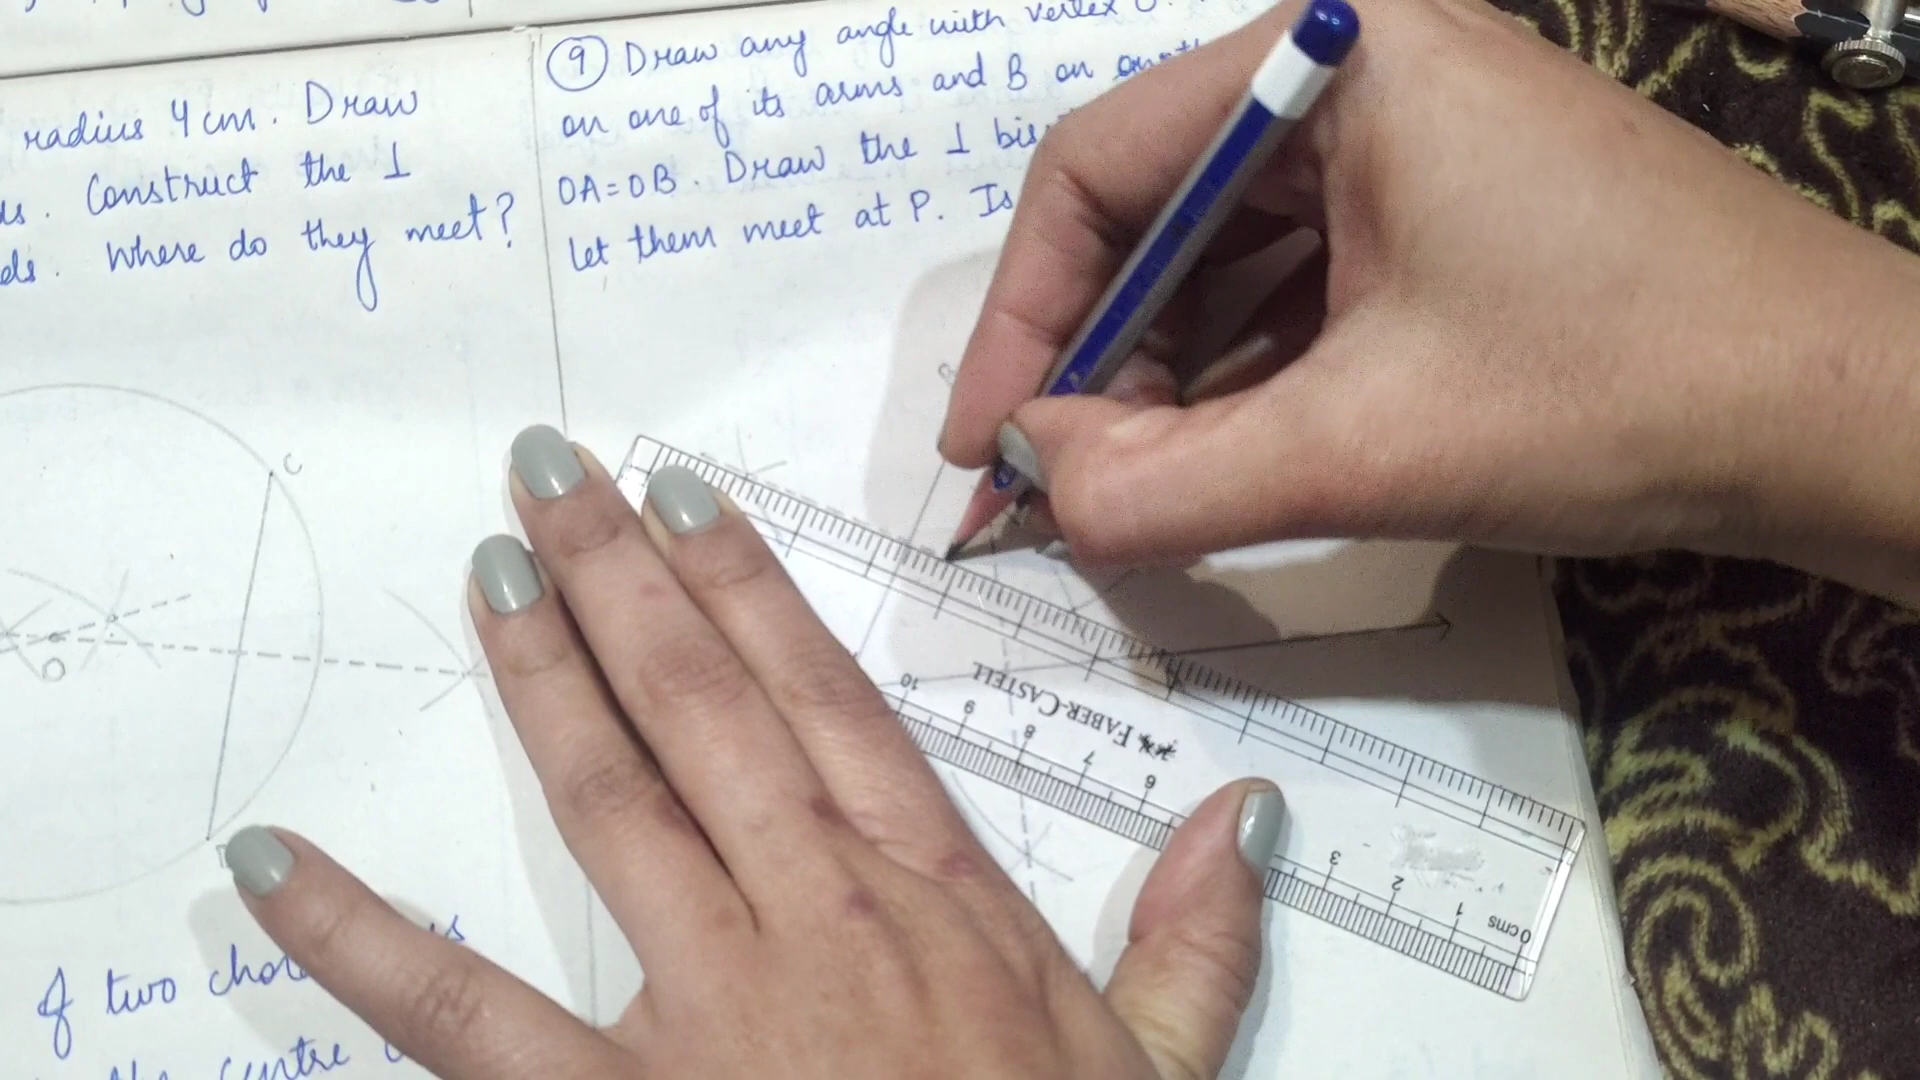 radius 4 cm. Draw
Construct the ⊥
Where do they meet?
9 Draw any angle with vertex O.
on one of its arms and B on
OA = OB. Draw the ⊥
let them meet at P. Is
C
O
FABER-CASTELL
10 9 8 7 6 3 2 1 0cms
of two
the centre